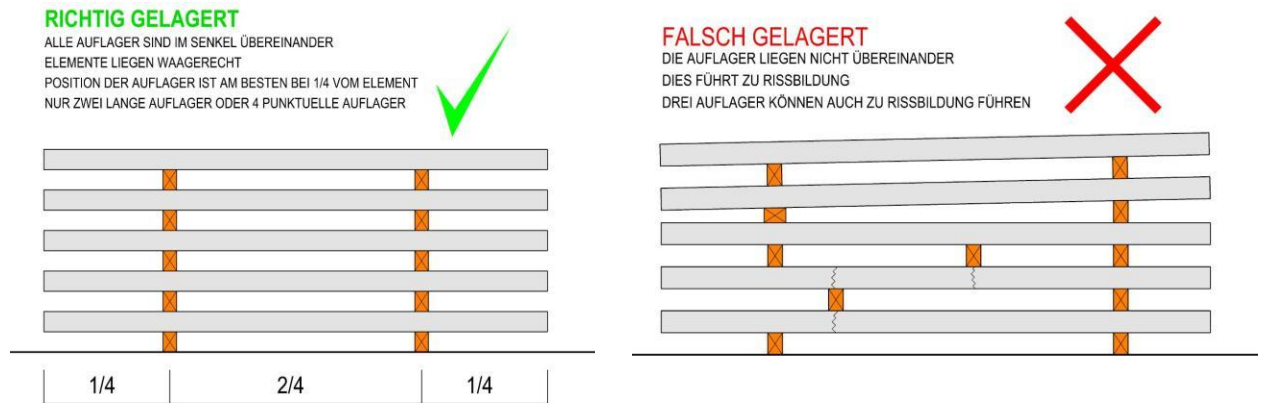 RICHTIG GELAGERT
ALLE AUFLAGER SIND IM SENKEL ÜBEREINANDER
ELEMENTE LIEGEN WAAGERECHT
POSITION DER AUFLAGER IST AM BESTEN BEI 1/4 VOM ELEMENT
NUR ZWEI LANGE AUFLAGER ODER 4 PUNKTUELLE AUFLAGER
1/4
2/4
1/4
FALSCH GELAGERT
DIE AUFLAGER LIEGEN NICHT ÜBEREINANDER
DIES FÜHRT ZU RISSBILDUNG
DREI AUFLAGER KÖNNEN AUCH ZU RISSBILDUNG FÜHREN